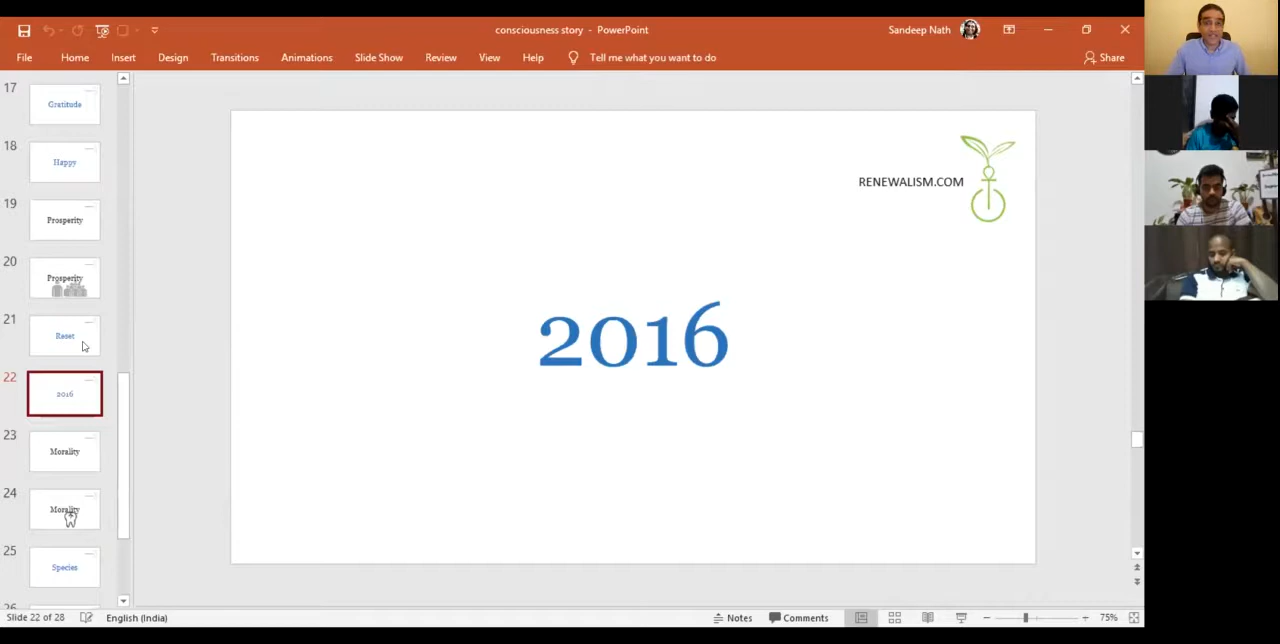 consciousness story - PowerPoint
Sandeep Nath
File Home Insert Design Transitions Animations Slide Show Review View Help Tell me what you want to do Share
17
Gratitude
18
Happy
19
Prosperity
20
Prosperity
21
Reset
22
2016
23
Morality
24
Morality
25
Species
RENEWALISM.COM
2016
Slide 22 of 28 English (India) Notes Comments 75%